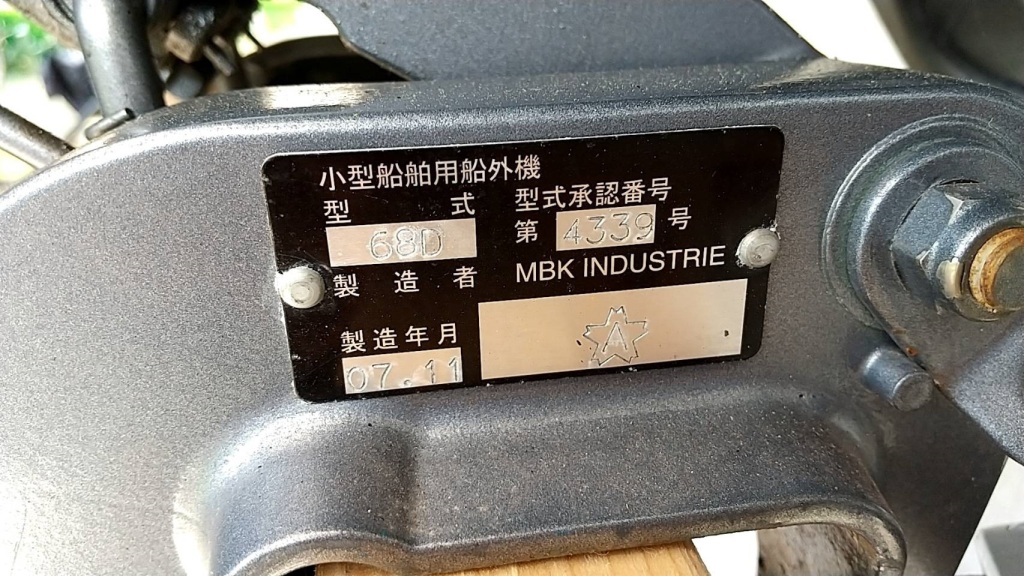 小型船舶用船外機
型 式 型式承認番号
68D 第 4339 号
製 造 者 MBK INDUSTRIE
製造年月 A
07.11